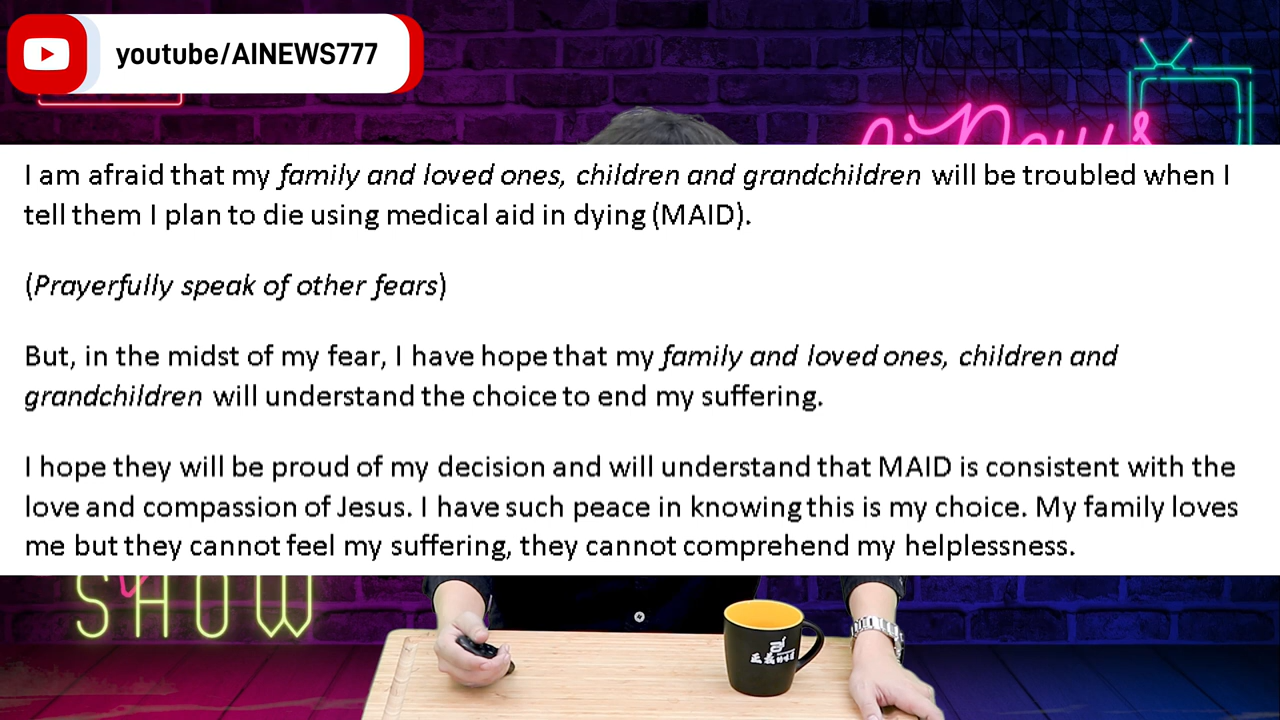 youtube/AINEWS777
AiNews
I am afraid that my family and loved ones, children and grandchildren will be troubled when I
tell them I plan to die using medical aid in dying (MAID).
(Prayerfully speak of other fears)
But, in the midst of my fear, I have hope that my family and loved ones, children and
grandchildren will understand the choice to end my suffering.
I hope they will be proud of my decision and will understand that MAID is consistent with the
love and compassion of Jesus. I have such peace in knowing this is my choice. My family loves
me but they cannot feel my suffering, they cannot comprehend my helplessness.
SHOW